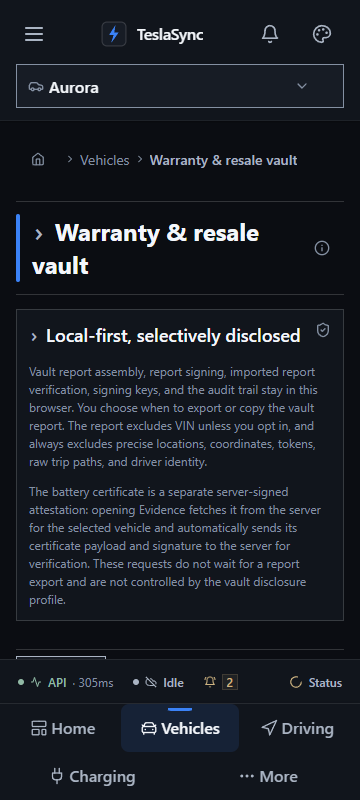 TeslaSync
Aurora
Vehicles
Warranty & resale vault
Warranty & resale
vault
Local-first, selectively disclosed
Vault report assembly, report signing, imported report
verification, signing keys, and the audit trail stay in this
browser. You choose when to export or copy the vault
report. The report excludes VIN unless you opt in, and
always excludes precise locations, coordinates, tokens,
raw trip paths, and driver identity.
The battery certificate is a separate server-signed
attestation: opening Evidence fetches it from the server
for the selected vehicle and automatically sends its
certificate payload and signature to the server for
verification. These requests do not wait for a report
export and are not controlled by the vault disclosure
profile.
API · 305ms Idle 2 Status
Home Vehicles Driving
Charging More